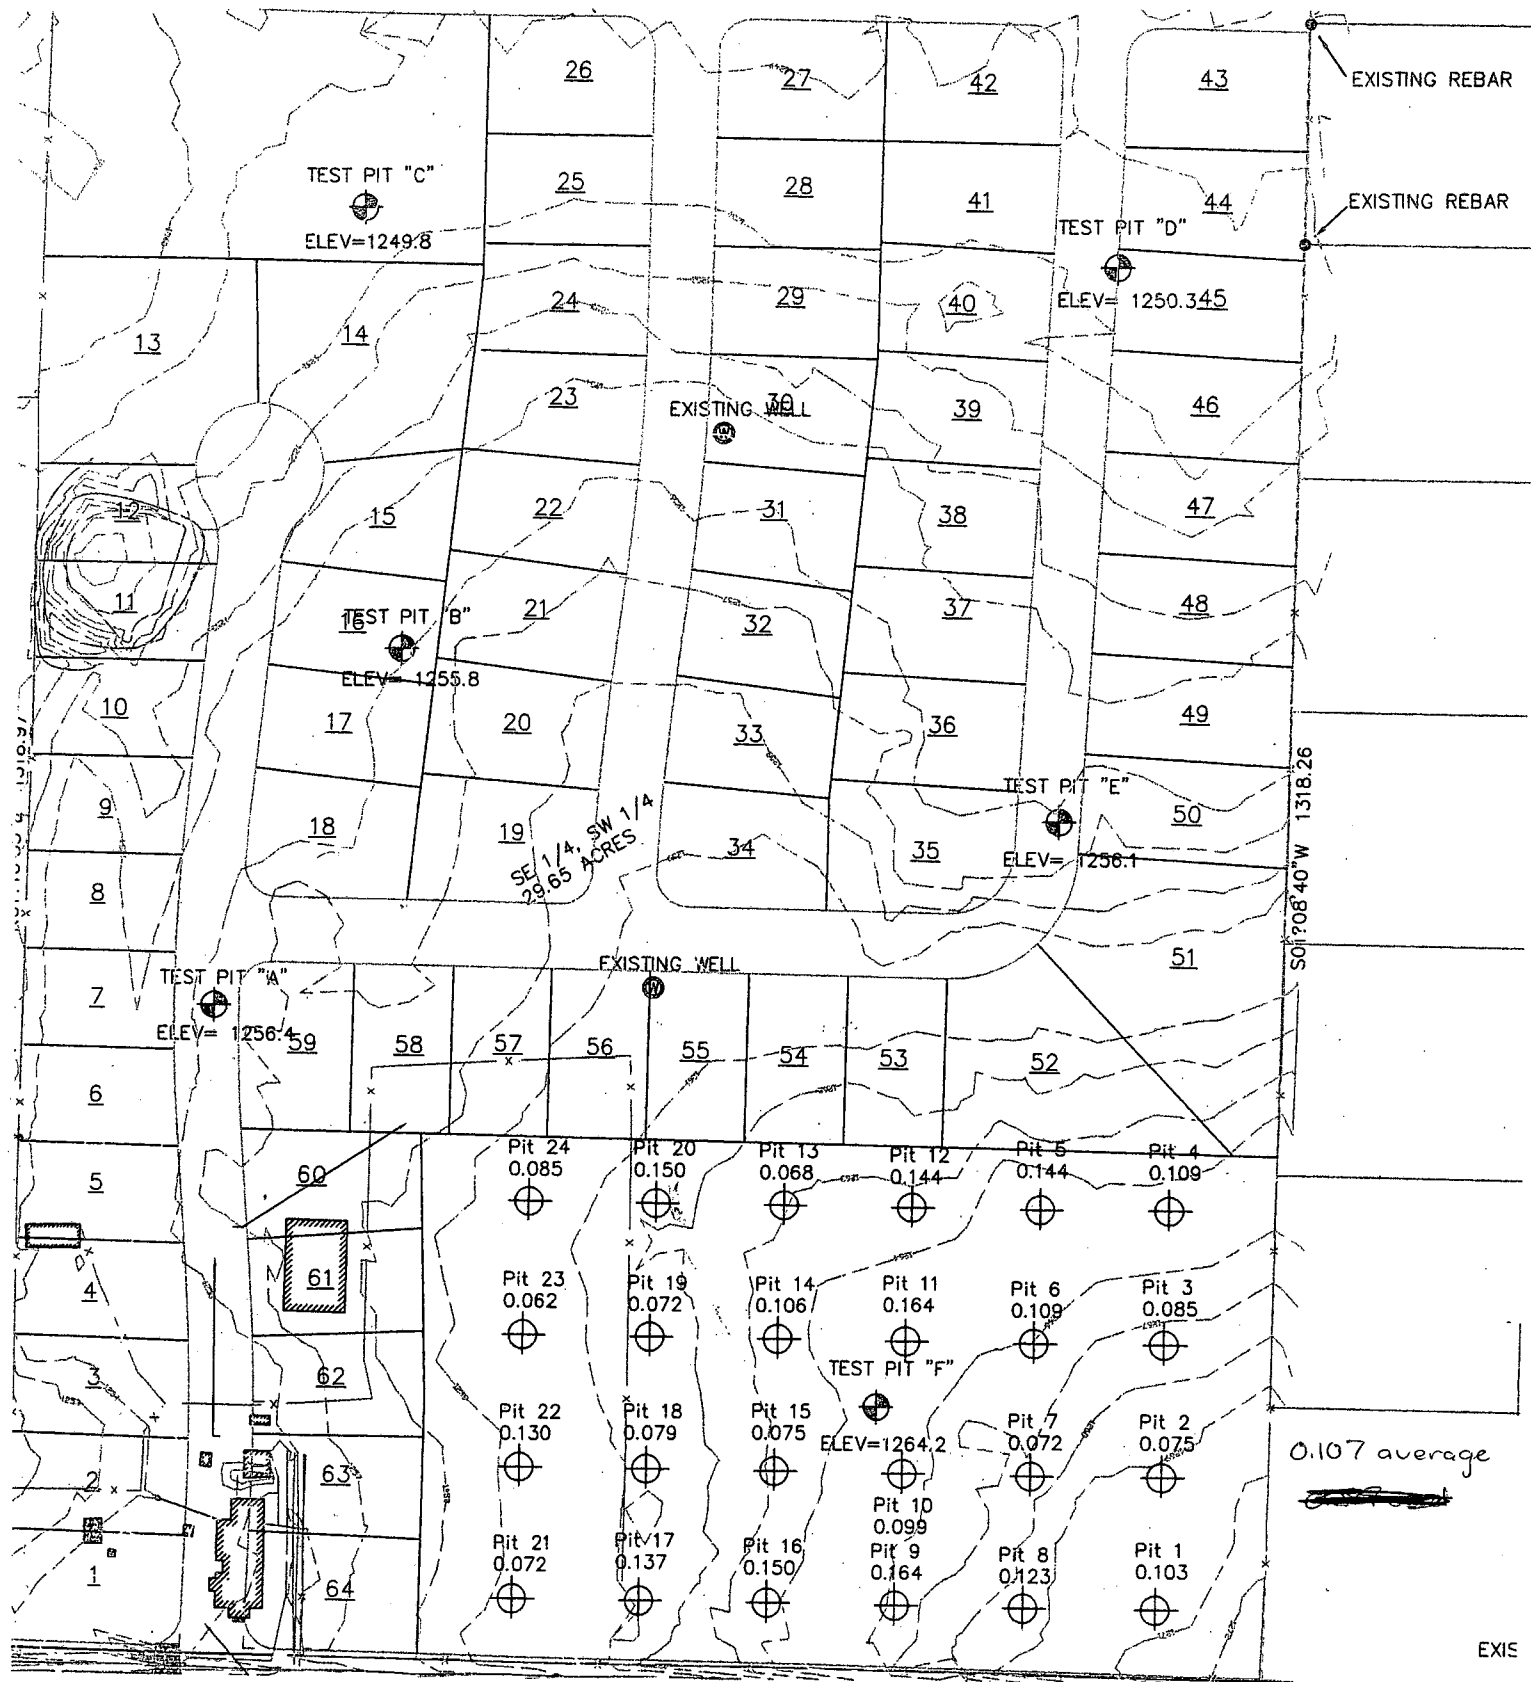 26
27
42
43
EXISTING REBAR
TEST PIT "C"
ELEV=1249.8
25
28
41
44
EXISTING REBAR
TEST PIT "D"
ELEV= 1250.3
45
13
14
24
29
40
23
30
EXISTING WELL
W
39
46
12
15
22
31
38
47
11
16
TEST PIT "B"
ELEV= 1255.8
21
32
37
48
10
17
20
33
36
49
9
18
19
34
35
TEST PIT "E"
ELEV= 1256.1
50
SE 1/4, SW 1/4
29.65 ACRES
S01?08'40"W 1318.26
8
7
TEST PIT "A"
ELEV= 1256.4
EXISTING WELL
W
51
59
58
57
56
55
54
53
52
6
5
60
Pit 24
0.085
Pit 20
0.150
Pit 13
0.068
Pit 12
0.144
Pit 5
0.144
Pit 4
0.109
4
61
Pit 23
0.062
Pit 19
0.072
Pit 14
0.106
Pit 11
0.164
Pit 6
0.109
Pit 3
0.085
3
62
TEST PIT "F"
ELEV=1264.2
Pit 22
0.130
Pit 18
0.079
Pit 15
0.075
Pit 7
0.072
Pit 2
0.075
0.107 average
2
63
Pit 10
0.099
Pit 21
0.072
Pit 17
0.137
Pit 16
0.150
Pit 9
0.164
Pit 8
0.123
Pit 1
0.103
1
64
EXIS